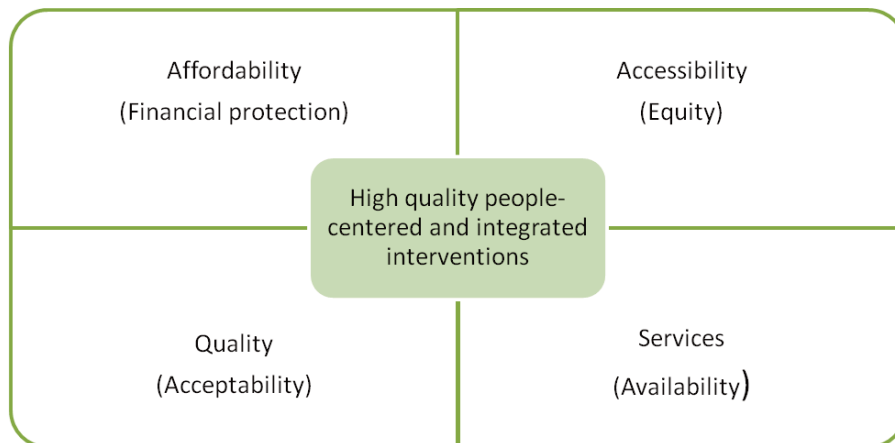 Affordability
(Financial protection)
Accessibility
(Equity)
High quality people-
centered and integrated
interventions
Quality
(Acceptability)
Services
(Availability)